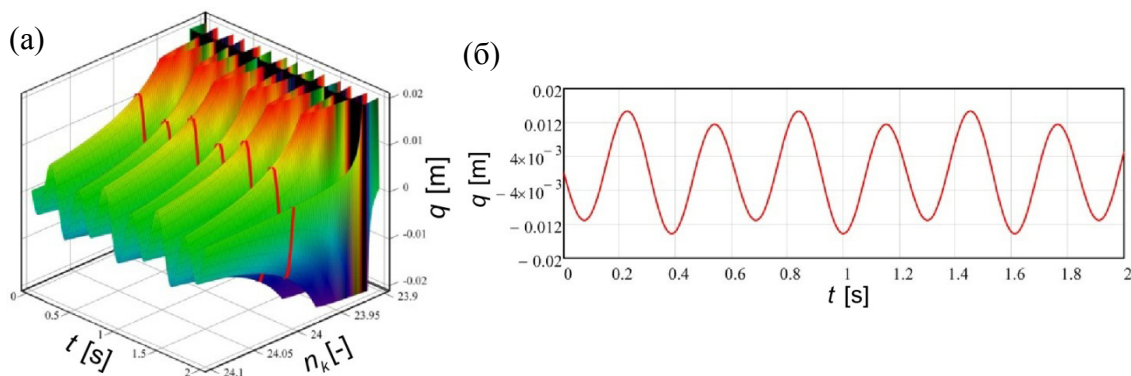 (а)
0.02
0.01
0
-0.01
-0.02
q [m]
0
0.5
1
1.5
2
t [s]
24.1
24.05
24
23.95
23.9
n_k [-]
(б)
0.02
0.012
4×10⁻³
− 4×10⁻³
− 0.012
− 0.02
q [m]
0 0.2 0.4 0.6 0.8 1 1.2 1.4 1.6 1.8 2
t [s]